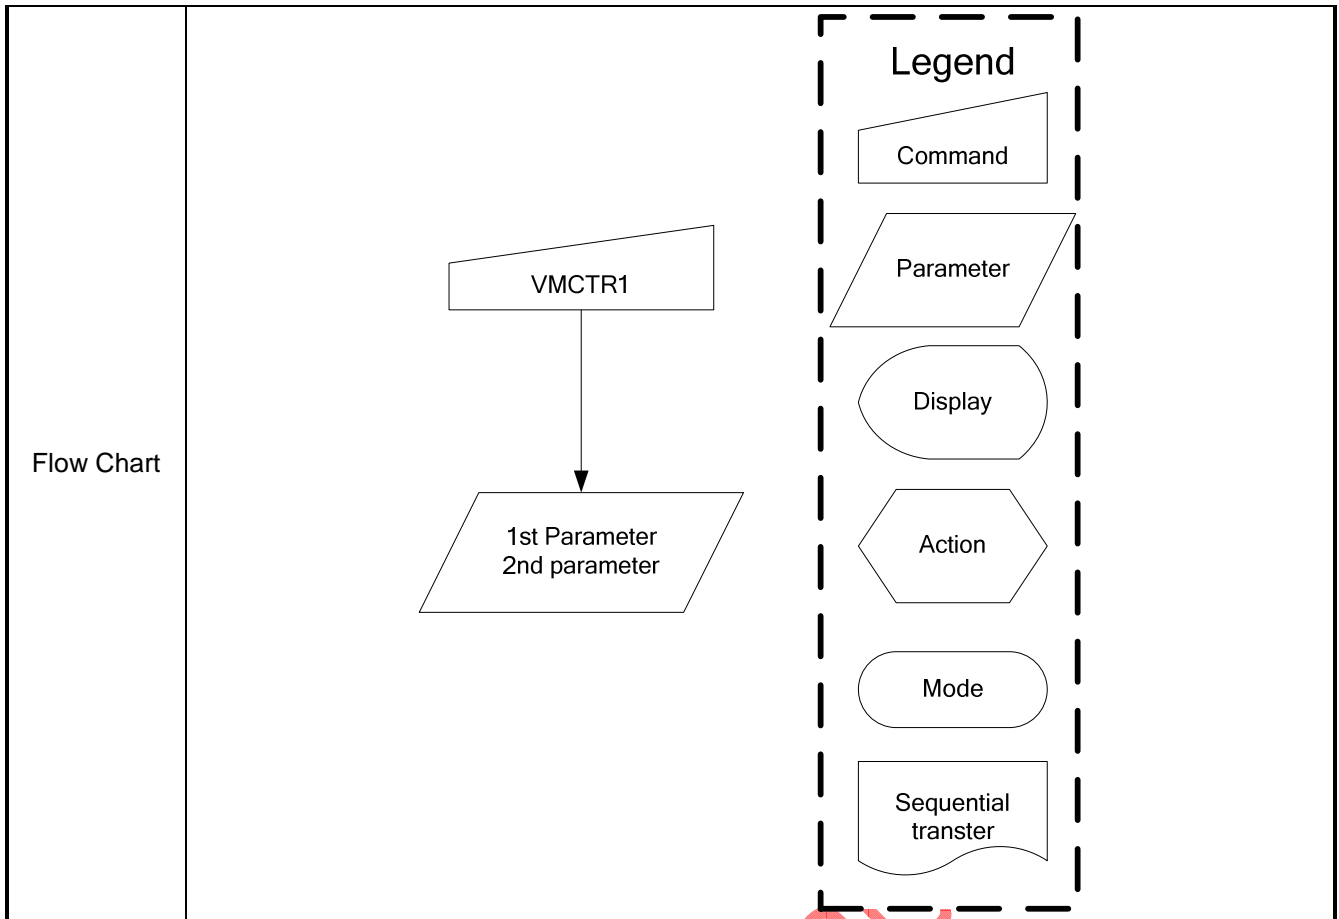 Flow Chart
VMCTR1
1st Parameter
2nd parameter
Legend
Command
Parameter
Display
Action
Mode
Sequential
transter